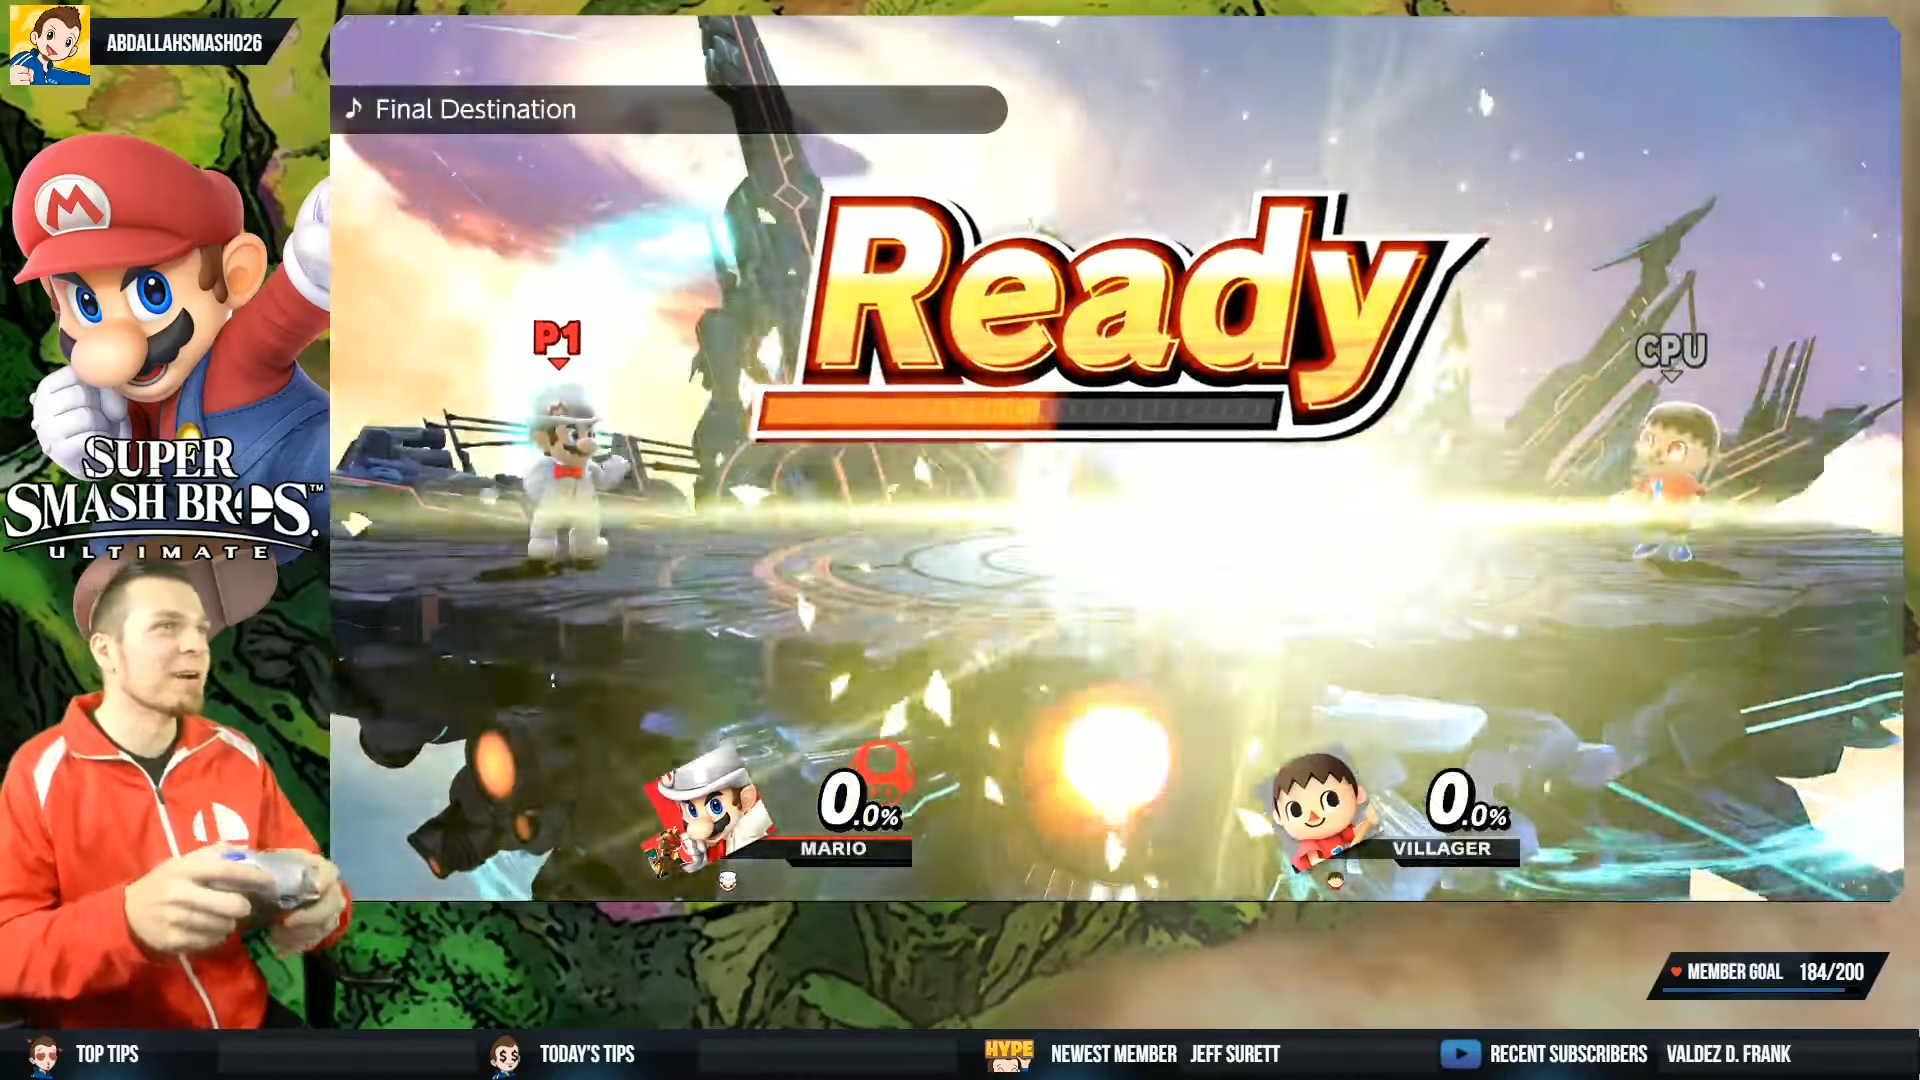 ABDALLAHSMASH026
♪ Final Destination
Ready
P1
CPU
M
SUPER
SMASH BROS.™
ULTIMATE
0.0%
MARIO
0.0%
VILLAGER
MEMBER GOAL 184/200
TOP TIPS
TODAY'S TIPS
HYPE
NEWEST MEMBER JEFF SURETT
RECENT SUBSCRIBERS VALDEZ D. FRANK